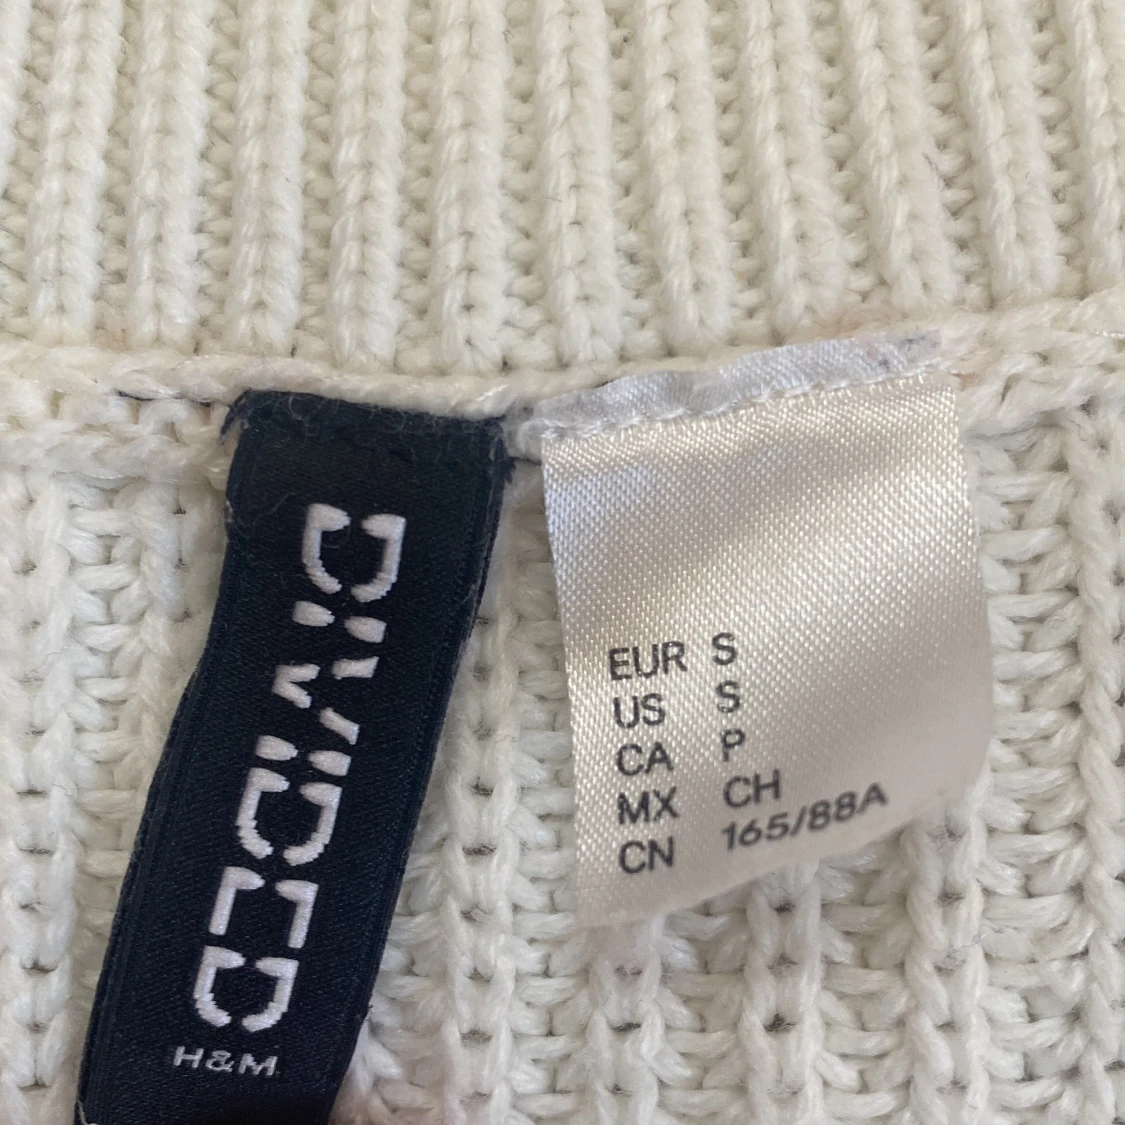 DIVIDED
H&M
EUR S
US S
CA P
MX CH
CN 165/88A